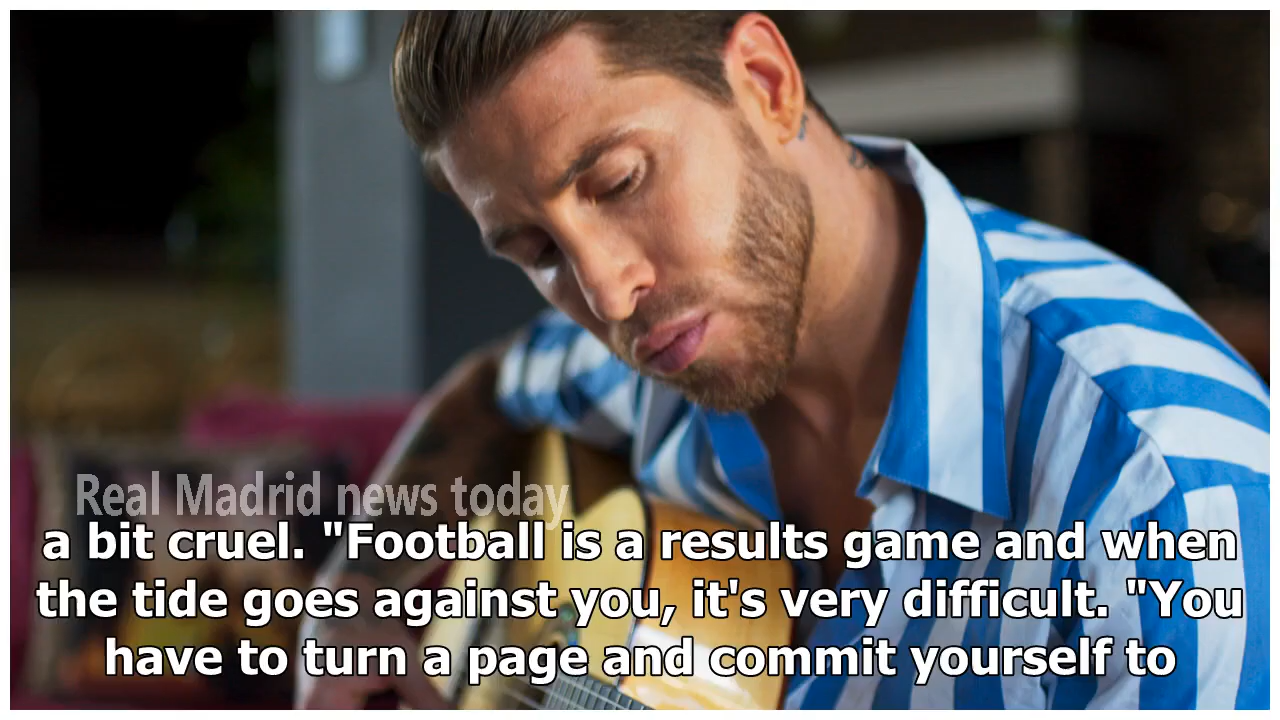 Real Madrid news today
a bit cruel. "Football is a results game and when
the tide goes against you, it's very difficult. "You
have to turn a page and commit yourself to